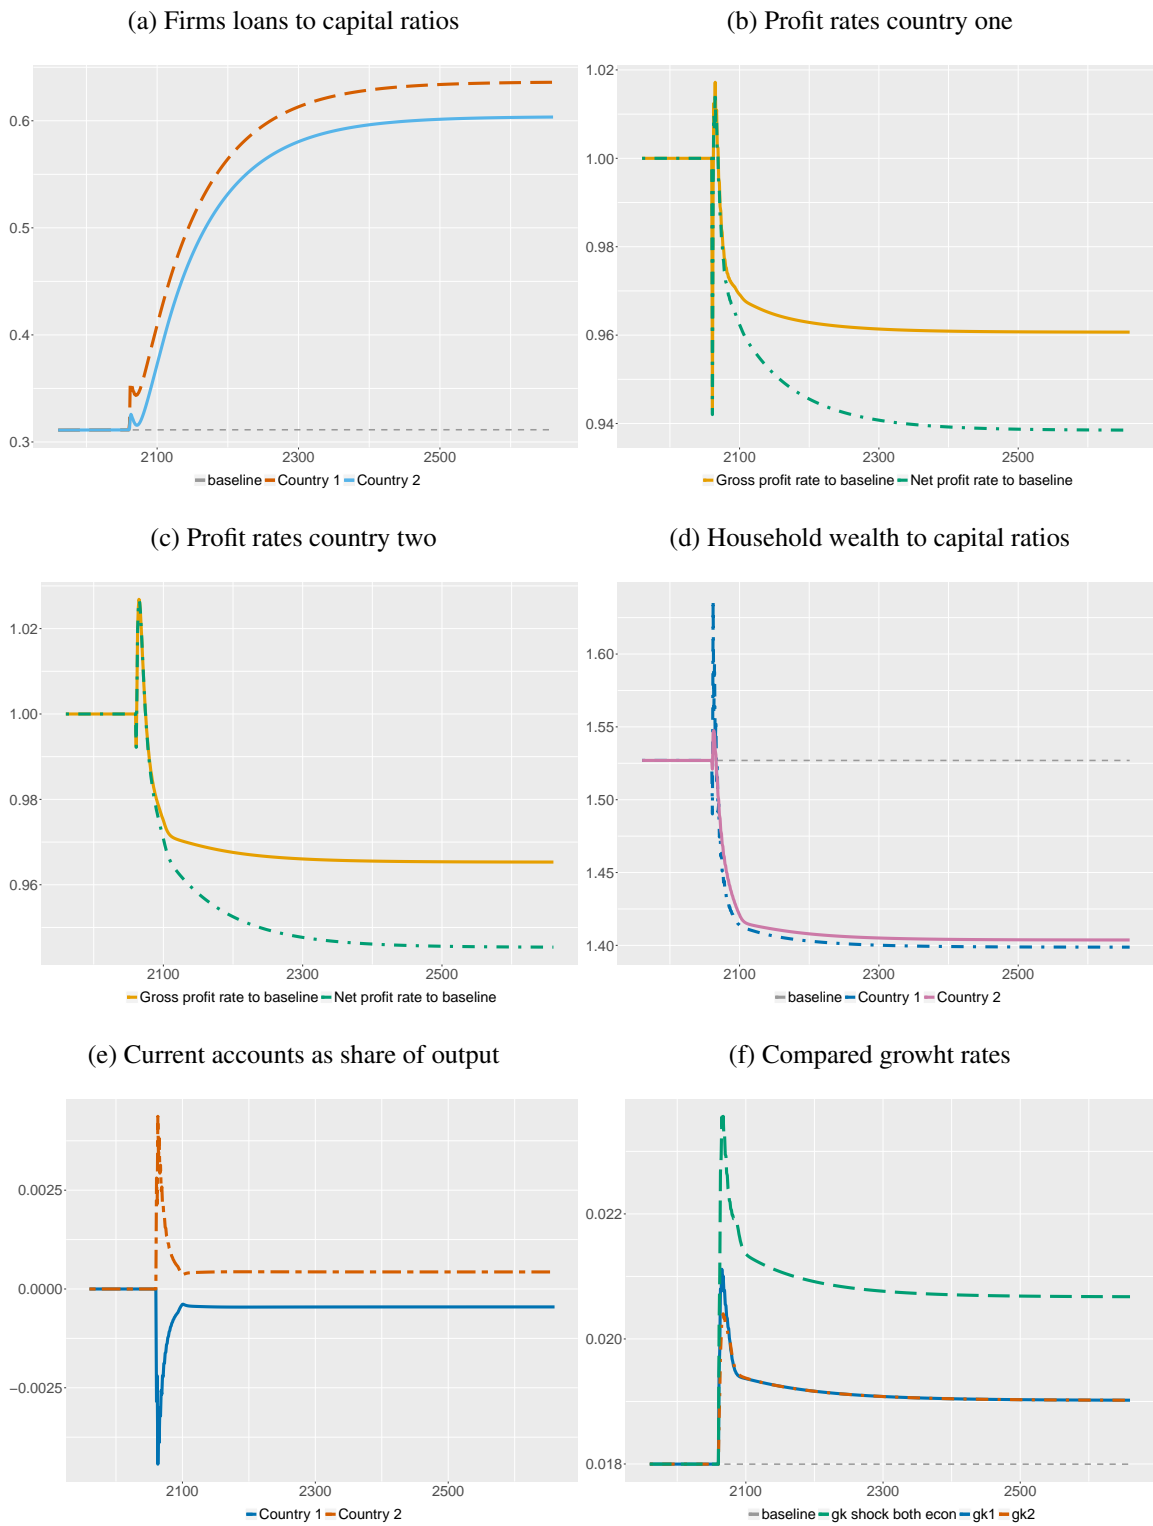 (a) Firms loans to capital ratios
0.6
0.5
0.4
0.3
2100 2300 2500
baseline Country 1 Country 2
(b) Profit rates country one
1.02
1.00
0.98
0.96
0.94
2100 2300 2500
Gross profit rate to baseline Net profit rate to baseline
(c) Profit rates country two
1.02
1.00
0.98
0.96
2100 2300 2500
Gross profit rate to baseline Net profit rate to baseline
(d) Household wealth to capital ratios
1.60
1.55
1.50
1.45
1.40
2100 2300 2500
baseline Country 1 Country 2
(e) Current accounts as share of output
0.0025
0.0000
−0.0025
2100 2300 2500
Country 1 Country 2
(f) Compared growht rates
0.022
0.020
0.018
2100 2300 2500
baseline gk shock both econ gk1 gk2